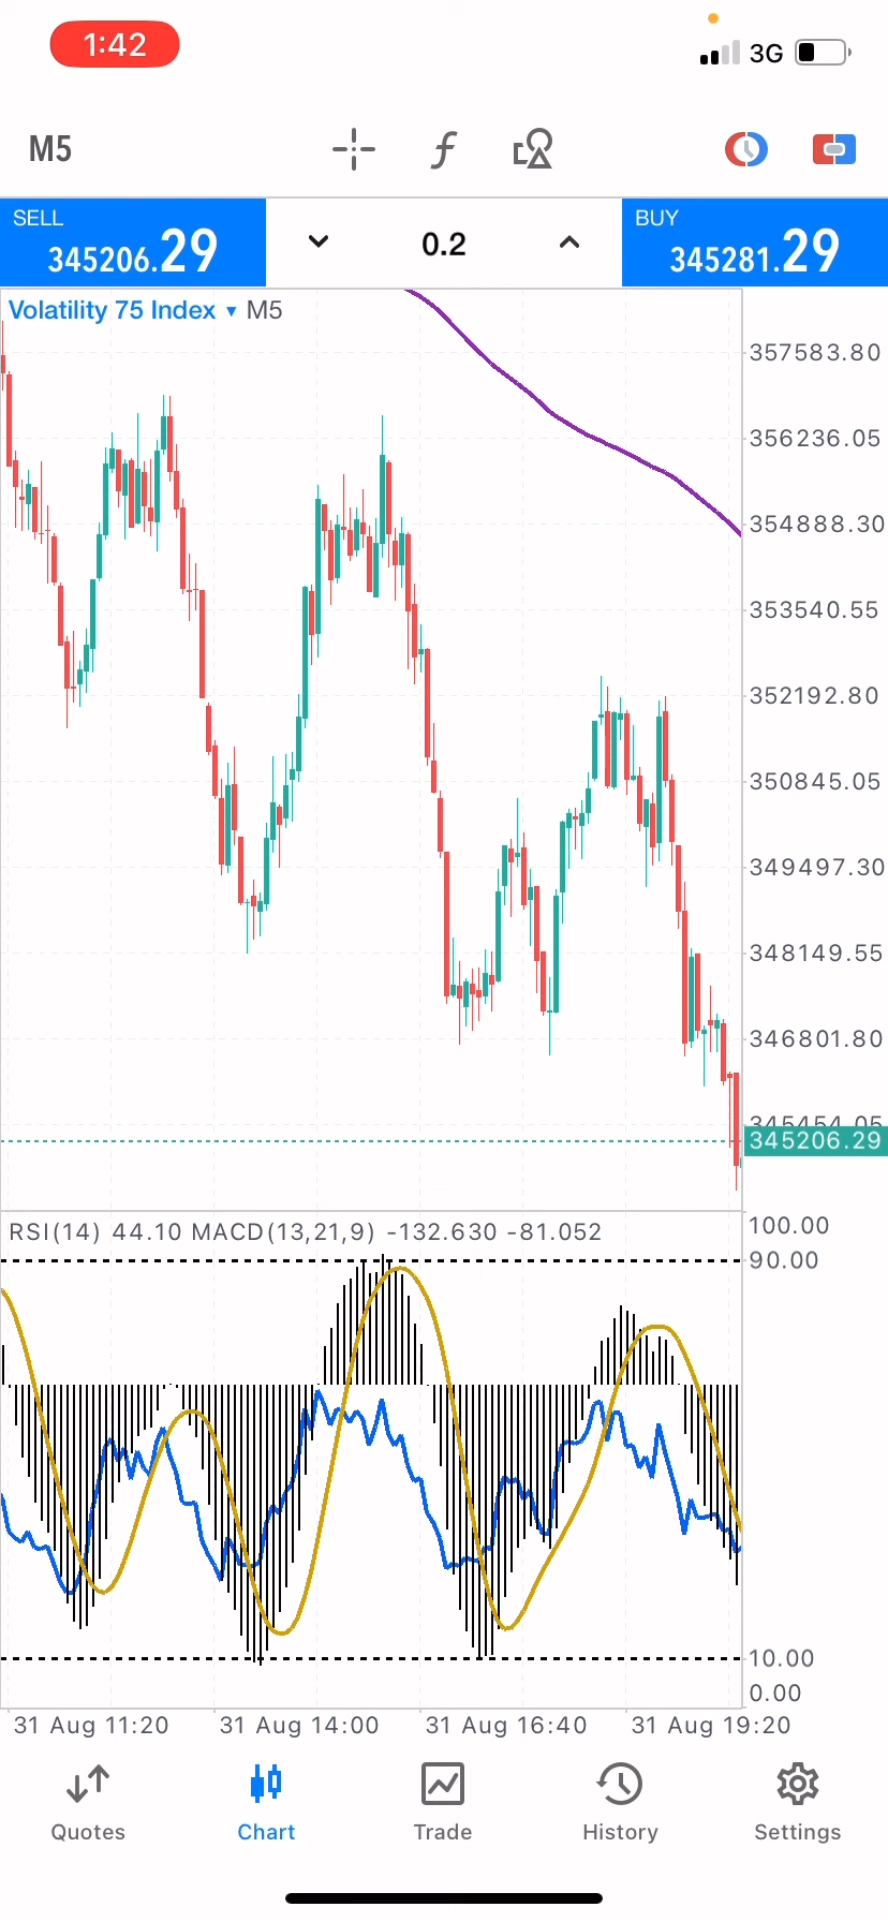 1:42
3G
M5
SELL
345206.29
0.2
BUY
345281.29
Volatility 75 Index ▾ M5
357583.80
356236.05
354888.30
353540.55
352192.80
350845.05
349497.30
348149.55
346801.80
345454.05
345206.29
RSI(14) 44.10 MACD(13,21,9) -132.630 -81.052
100.00
90.00
10.00
0.00
31 Aug 11:20
31 Aug 14:00
31 Aug 16:40
31 Aug 19:20
Quotes
Chart
Trade
History
Settings